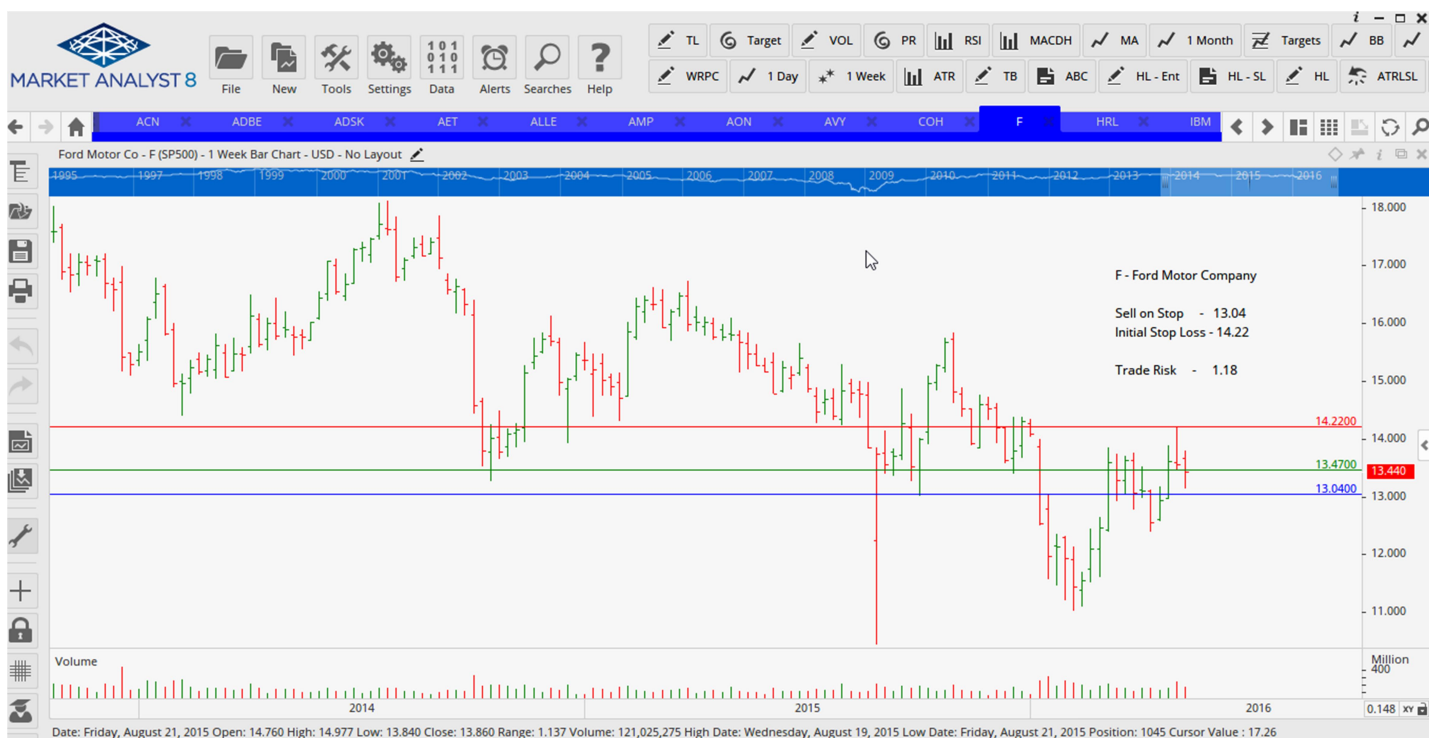 TL Target VOL PR RSI MACDH MA 1 Month Targets BB
MARKET ANALYST 8
File New Tools Settings Data Alerts Searches Help
WRPC 1 Day 1 Week ATR TB ABC HL - Ent HL - SL HL ATRLSL
ACN ADBE ADSK AET ALLE AMP AON AVY COH F HRL IBM
Ford Motor Co - F (SP500) - 1 Week Bar Chart - USD - No Layout
1995 1997 1998 1999 2000 2001 2002 2003 2004 2005 2006 2007 2008 2009 2010 2011 2012 2013 2014 2015 2016
18.000
17.000
F - Ford Motor Company
Sell on Stop - 13.04
16.000
Initial Stop Loss - 14.22
Trade Risk - 1.18
15.000
14.2200
14.000
13.4700
13.440
13.0400
13.000
12.000
11.000
Volume
Million
400
2014 2015 2016
0.148 XY
Date: Friday, August 21, 2015 Open: 14.760 High: 14.977 Low: 13.840 Close: 13.860 Range: 1.137 Volume: 121,025,275 High Date: Wednesday, August 19, 2015 Low Date: Friday, August 21, 2015 Position: 1045 Cursor Value : 17.26